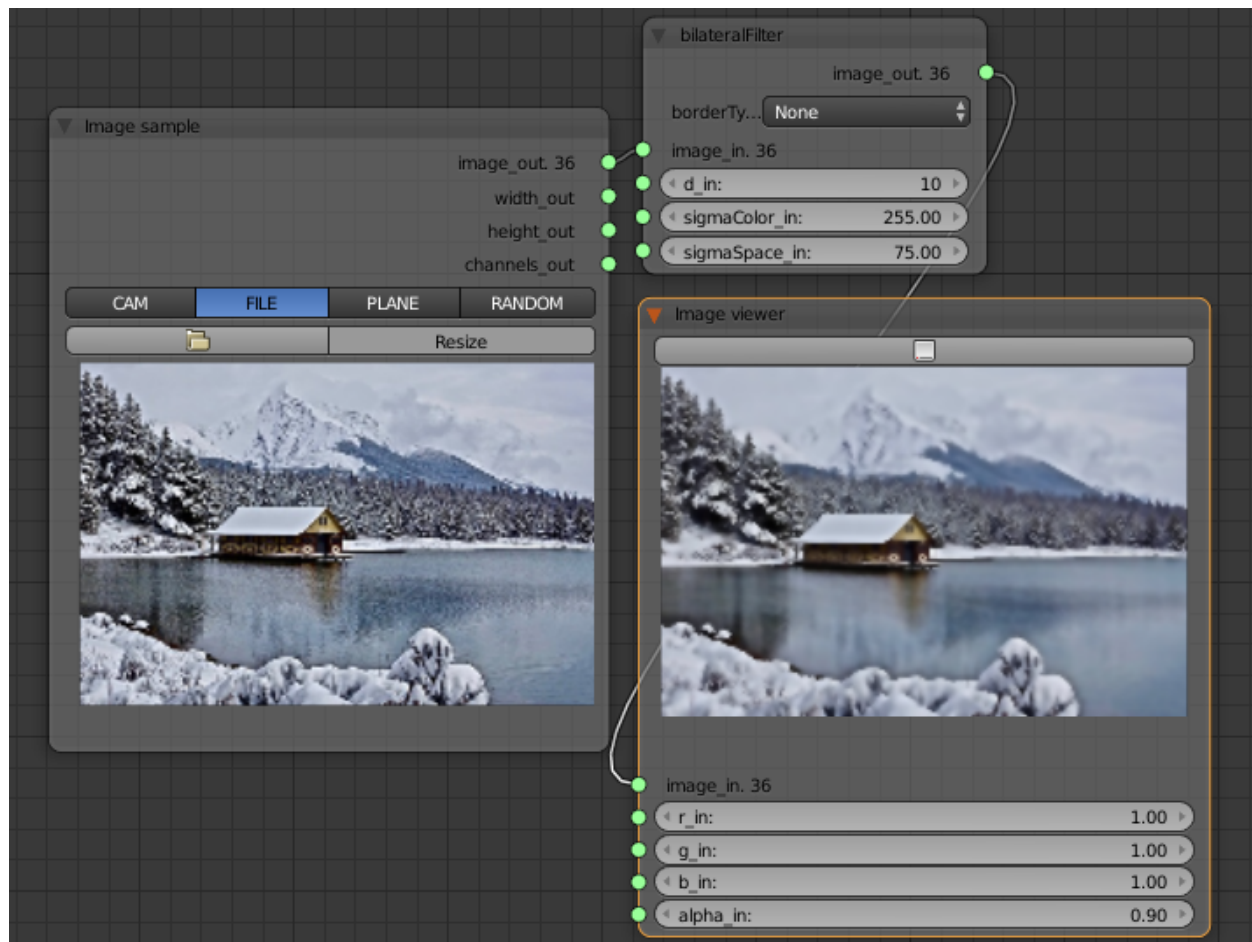 bilateralFilter
image_out. 36
borderTy... None
image_in. 36
d_in: 10
sigmaColor_in: 255.00
sigmaSpace_in: 75.00
Image sample
image_out. 36
width_out
height_out
channels_out
CAM FILE PLANE RANDOM
Resize
Image viewer
image_in. 36
r_in: 1.00
g_in: 1.00
b_in: 1.00
alpha_in: 0.90